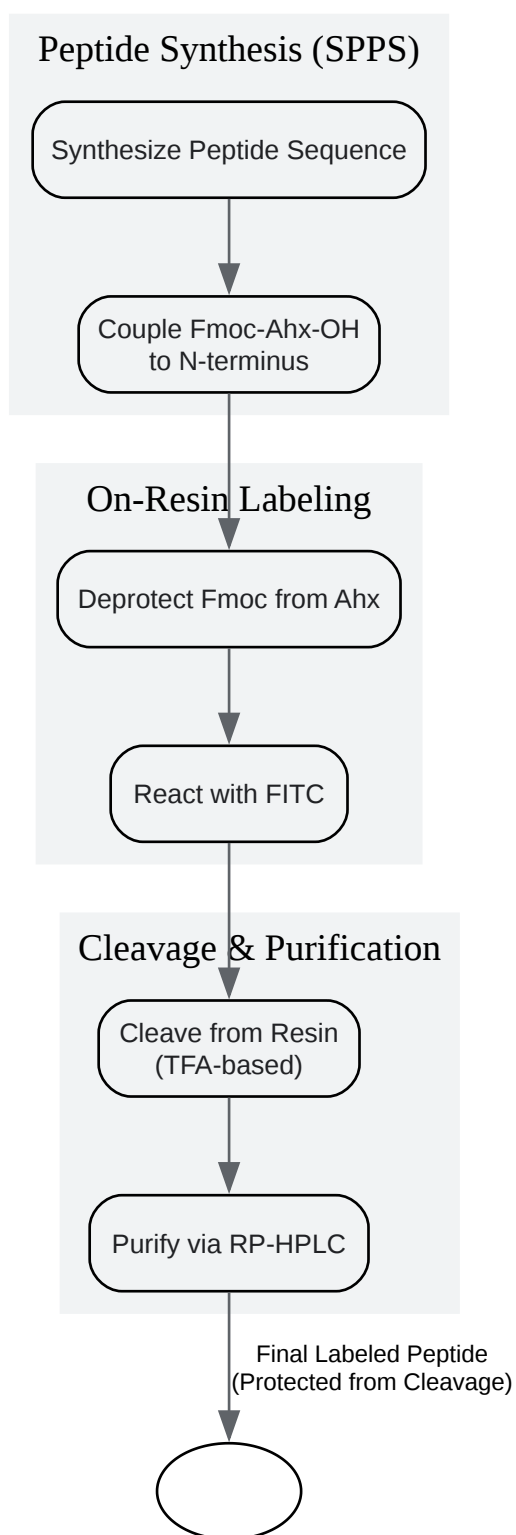 Peptide Synthesis (SPPS)
Synthesize Peptide Sequence
Couple Fmoc-Ahx-OH
to N-terminus
On-Resin Labeling
Deprotect Fmoc from Ahx
React with FITC
Cleavage & Purification
Cleave from Resin
(TFA-based)
Purify via RP-HPLC
Final Labeled Peptide
(Protected from Cleavage)